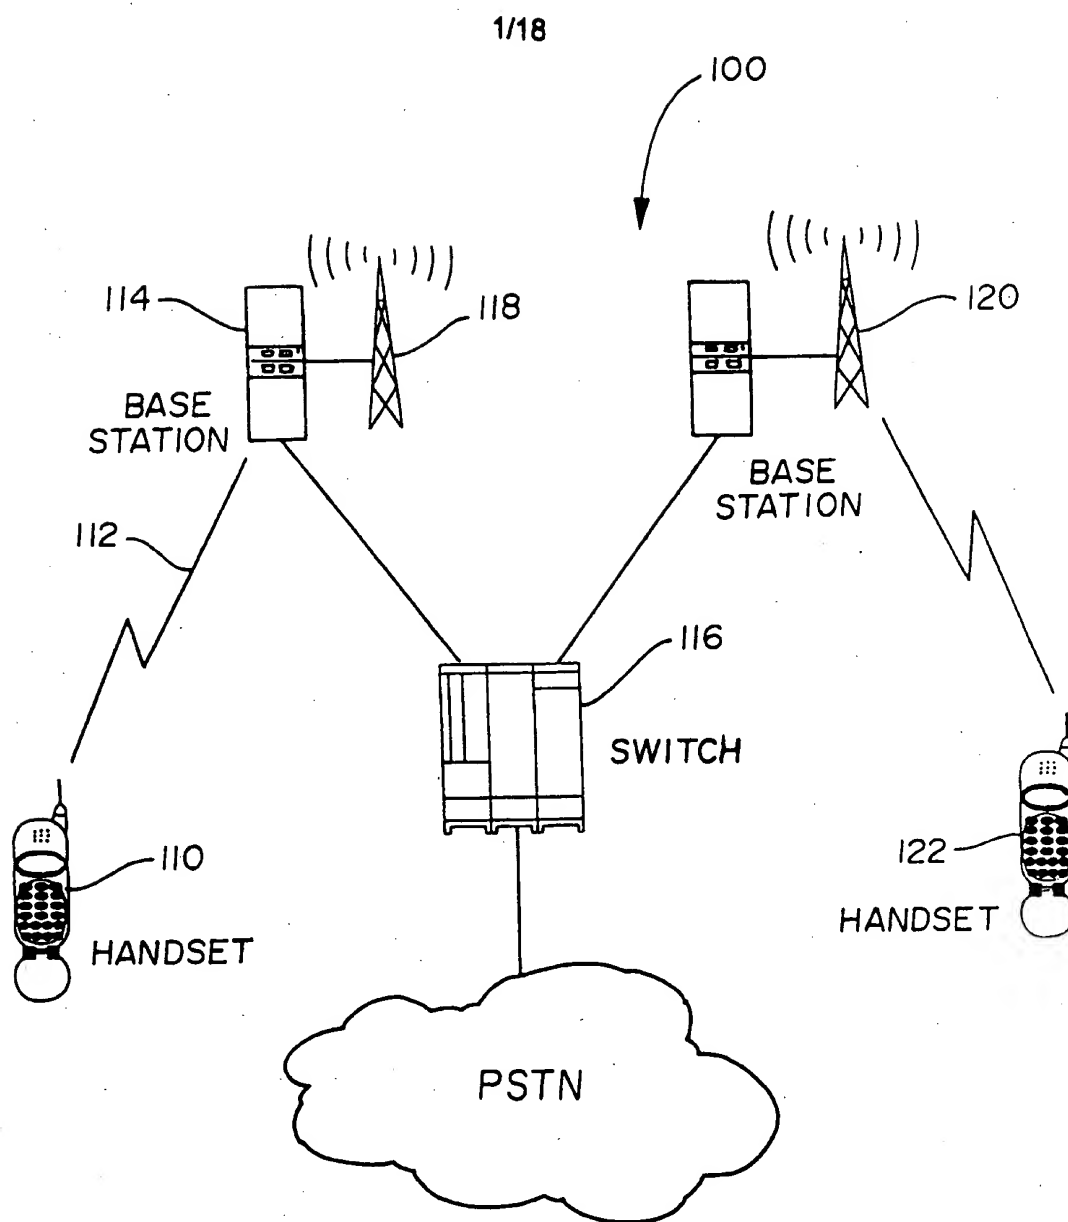 1/18
100
114
118
120
BASE
STATION
BASE
STATION
112
116
SWITCH
110
HANDSET
122
HANDSET
PSTN